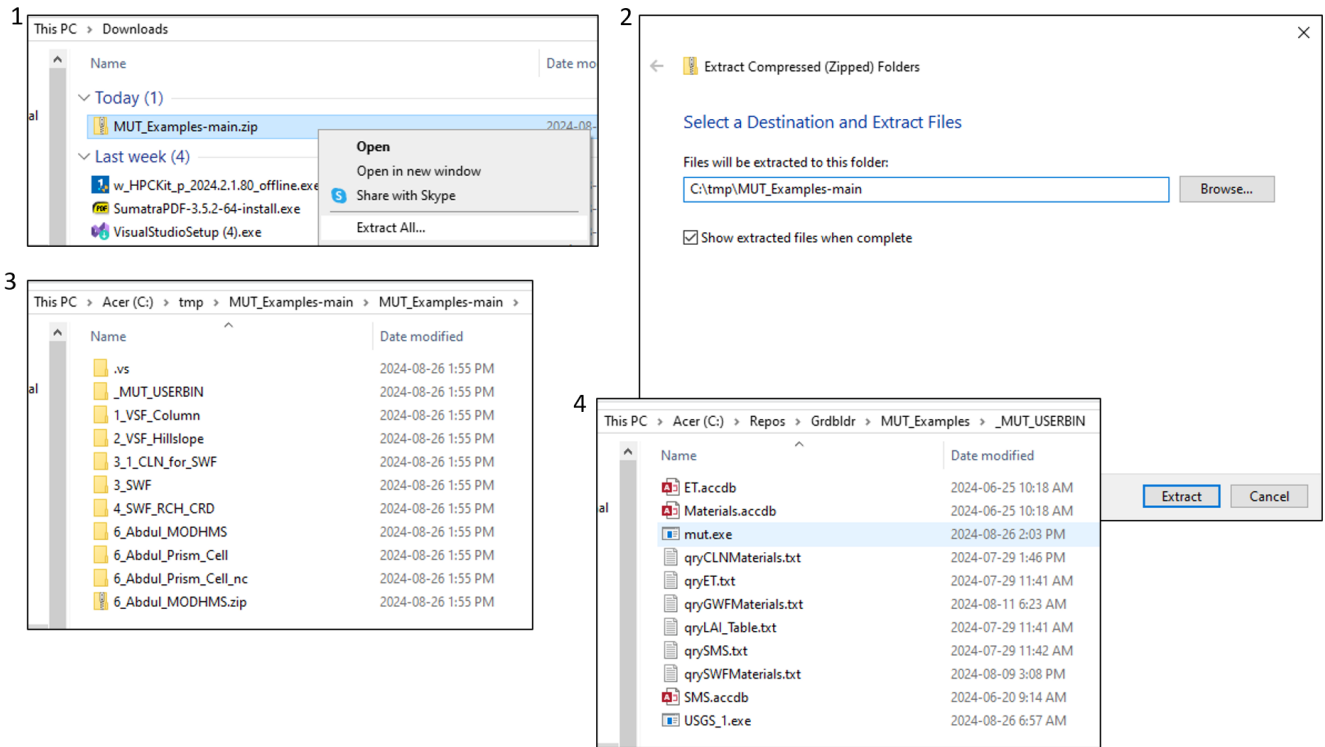 1
This PC > Downloads
Name Date mo
Today (1)
al
MUT_Examples-main.zip 2024-08-
Open
Last week (4)
Open in new window
w_HPCKit_p_2024.2.1.80_offline.exe
Share with Skype
SumatraPDF-3.5.2-64-install.exe
VisualStudioSetup (4).exe
Extract All...
2
Extract Compressed (Zipped) Folders
Select a Destination and Extract Files
Files will be extracted to this folder:
C:\tmp\MUT_Examples-main Browse...
Show extracted files when complete
Extract Cancel
3
This PC > Acer (C:) > tmp > MUT_Examples-main > MUT_Examples-main >
Name Date modified
.vs 2024-08-26 1:55 PM
al
_MUT_USERBIN 2024-08-26 1:55 PM
1_VSF_Column 2024-08-26 1:55 PM
2_VSF_Hillslope 2024-08-26 1:55 PM
3_1_CLN_for_SWF 2024-08-26 1:55 PM
3_SWF 2024-08-26 1:55 PM
4_SWF_RCH_CRD 2024-08-26 1:55 PM
6_Abdul_MODHMS 2024-08-26 1:55 PM
6_Abdul_Prism_Cell 2024-08-26 1:55 PM
6_Abdul_Prism_Cell_nc 2024-08-26 1:55 PM
6_Abdul_MODHMS.zip 2024-08-26 1:55 PM
4
This PC > Acer (C:) > Repos > Grdbldr > MUT_Examples > _MUT_USERBIN
Name Date modified
ET.accdb 2024-06-25 10:18 AM
al
Materials.accdb 2024-06-25 10:18 AM
mut.exe 2024-08-26 2:03 PM
qryCLNMaterials.txt 2024-07-29 1:46 PM
qryET.txt 2024-07-29 11:41 AM
qryGWFMaterials.txt 2024-08-11 6:23 AM
qryLAI_Table.txt 2024-07-29 11:41 AM
qrySMS.txt 2024-07-29 11:42 AM
qrySWFMaterials.txt 2024-08-09 3:08 PM
SMS.accdb 2024-06-20 9:14 AM
USGS_1.exe 2024-08-26 6:57 AM